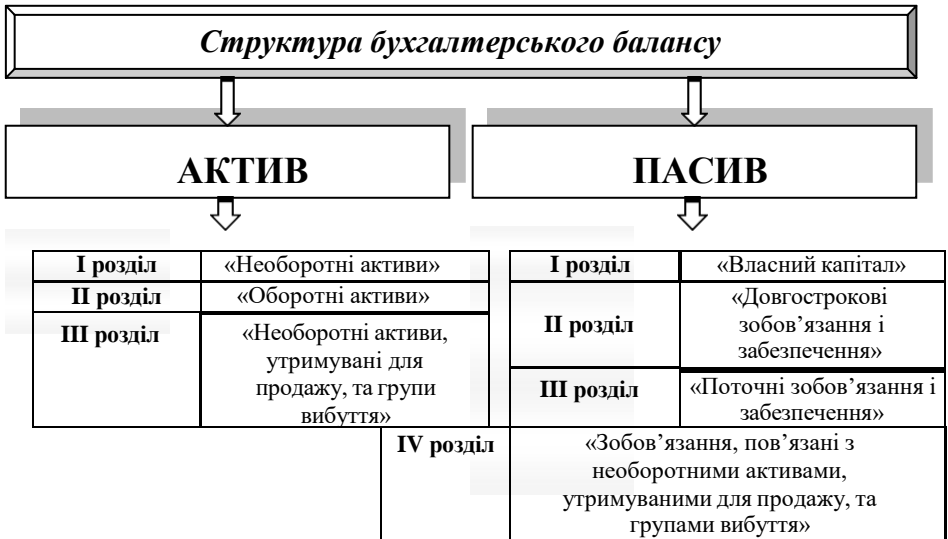 Структура бухгалтерського балансу
АКТИВ
ПАСИВ
I розділ «Необоротні активи»
II розділ «Оборотні активи»
III розділ «Необоротні активи,
утримувані для
продажу, та групи
вибуття»
I розділ «Власний капітал»
II розділ «Довгострокові
зобов’язання і
забезпечення»
III розділ «Поточні зобов’язання і
забезпечення»
IV розділ «Зобов’язання, пов’язані з
необоротними активами,
утримуваними для продажу, та
групами вибуття»